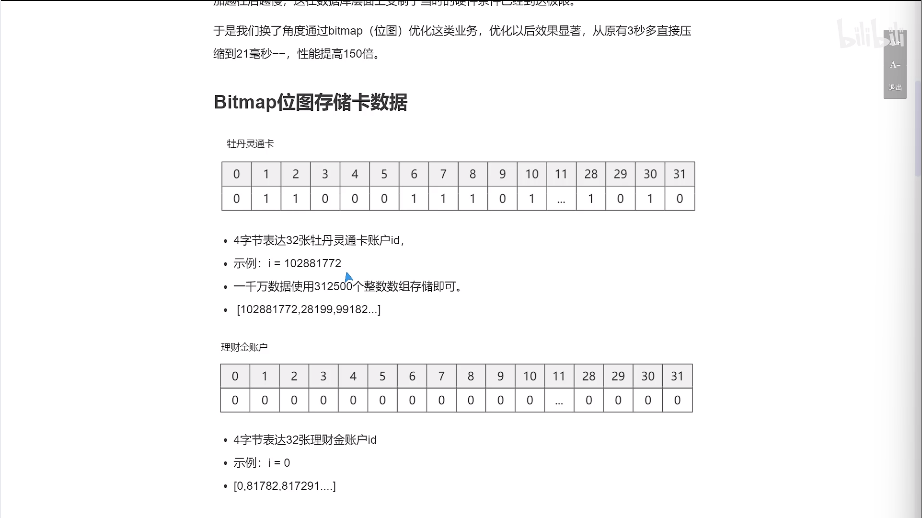 于是我们换了角度通过bitmap（位图）优化这类业务，优化以后效果显著，从原有3秒多直接压
缩到21毫秒~~，性能提高150倍。
bilibili
A-
Bitmap位图存储卡数据
牡丹灵通卡
0 1 2 3 4 5 6 7 8 9 10 11 28 29 30 31
0 1 1 0 0 0 1 1 1 0 1 ... 1 0 1 0
4字节表达32张牡丹灵通卡账户id，
示例：i = 102881772
一千万数据使用312500个整数数组存储即可。
[102881772,28199,99182...]
理财金账户
0 1 2 3 4 5 6 7 8 9 10 11 28 29 30 31
0 0 0 0 0 0 0 0 0 0 0 ... 0 0 0 0
4字节表达32张理财金账户id
示例：i = 0
[0,81782,817291....]